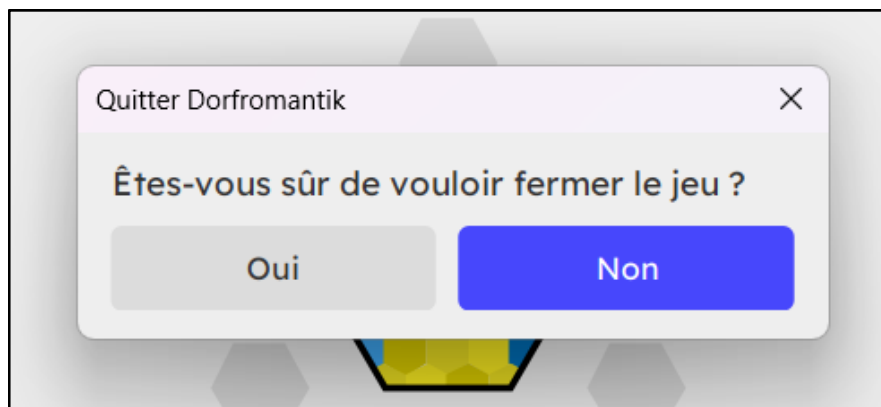 Quitter Dorfromantik
Êtes-vous sûr de vouloir fermer le jeu ?
Oui
Non